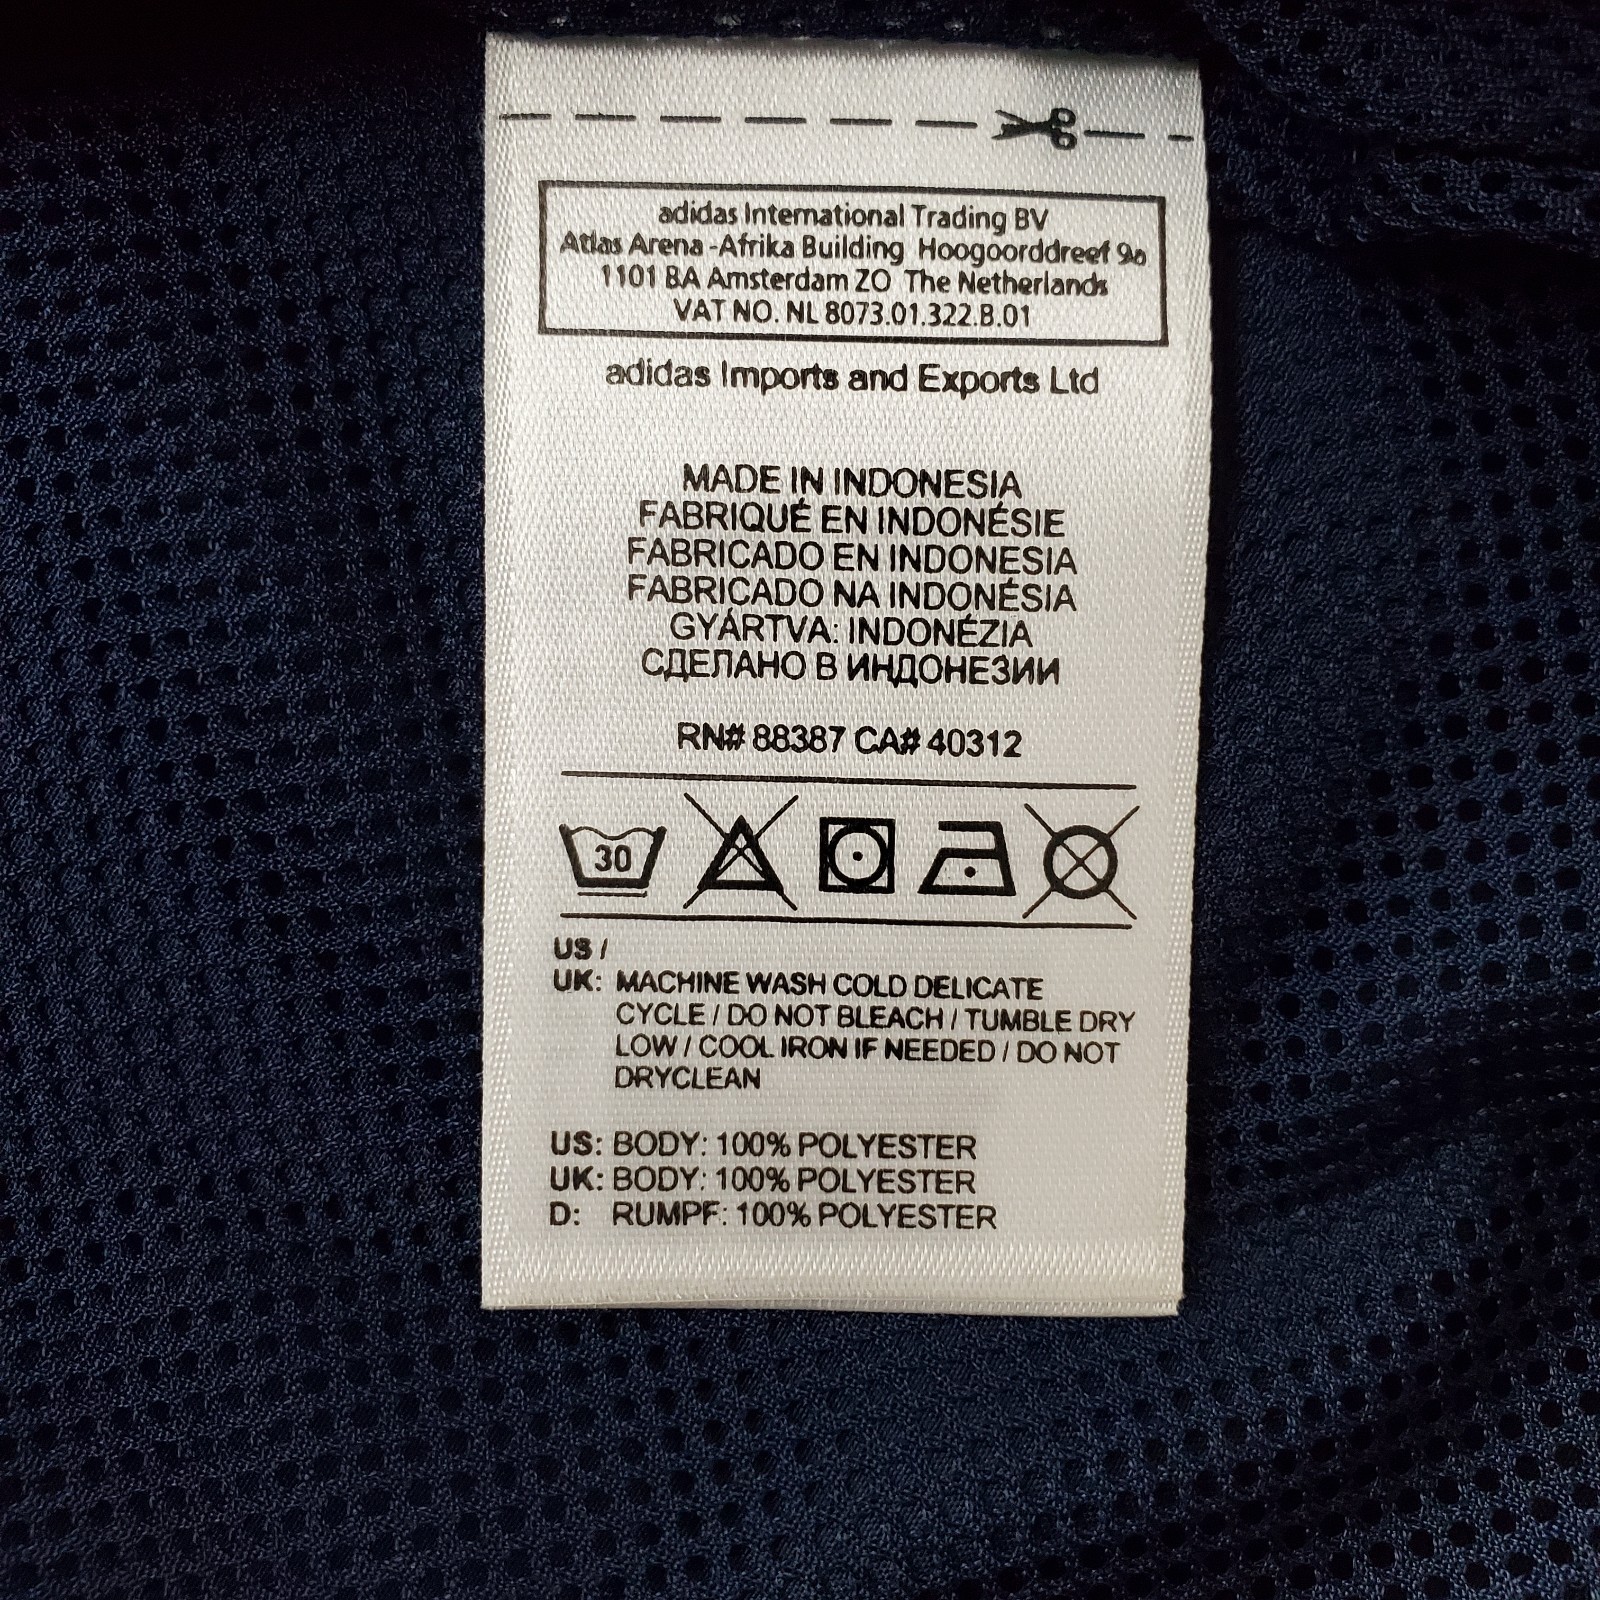 adidas International Trading BV
Atlas Arena -Afrika Building Hoogoorddreef 9a
1101 BA Amsterdam ZO The Netherlands
VAT NO. NL 8073.01.322.B.01
adidas Imports and Exports Ltd
MADE IN INDONESIA
FABRIQUÉ EN INDONÉSIE
FABRICADO EN INDONESIA
FABRICADO NA INDONÉSIA
GYÁRTVA: INDONÉZIA
СДЕЛАНО В ИНДОНЕЗИИ
RN# 88387 CA# 40312
30
US /
UK: MACHINE WASH COLD DELICATE
CYCLE / DO NOT BLEACH / TUMBLE DRY
LOW / COOL IRON IF NEEDED / DO NOT
DRYCLEAN
US: BODY: 100% POLYESTER
UK: BODY: 100% POLYESTER
D: RUMPF: 100% POLYESTER